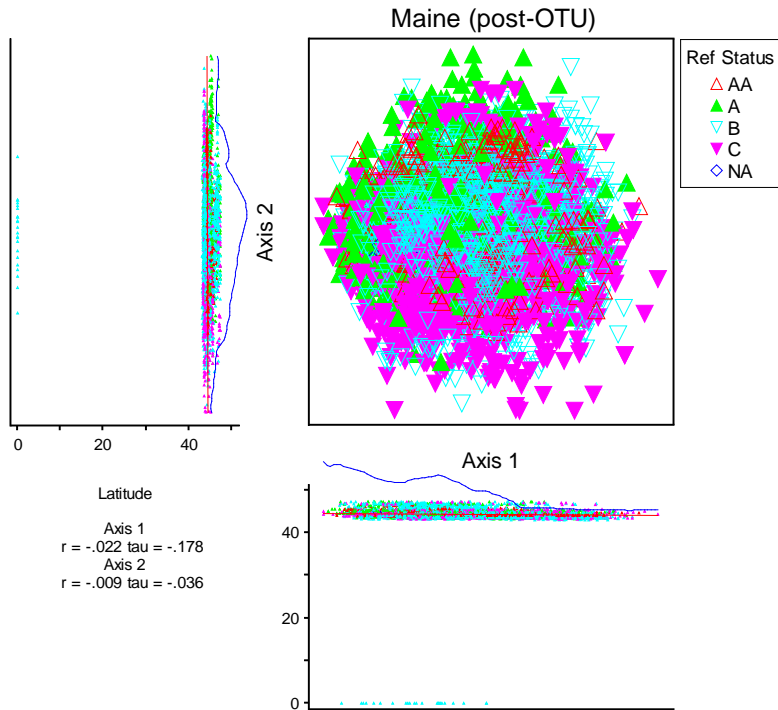 Maine (post-OTU)
Ref Status
AA
A
B
C
NA
Axis 2
0
20
40
Axis 1
Latitude
Axis 1
r = -.022 tau = -.178
Axis 2
r = -.009 tau = -.036
40
20
0